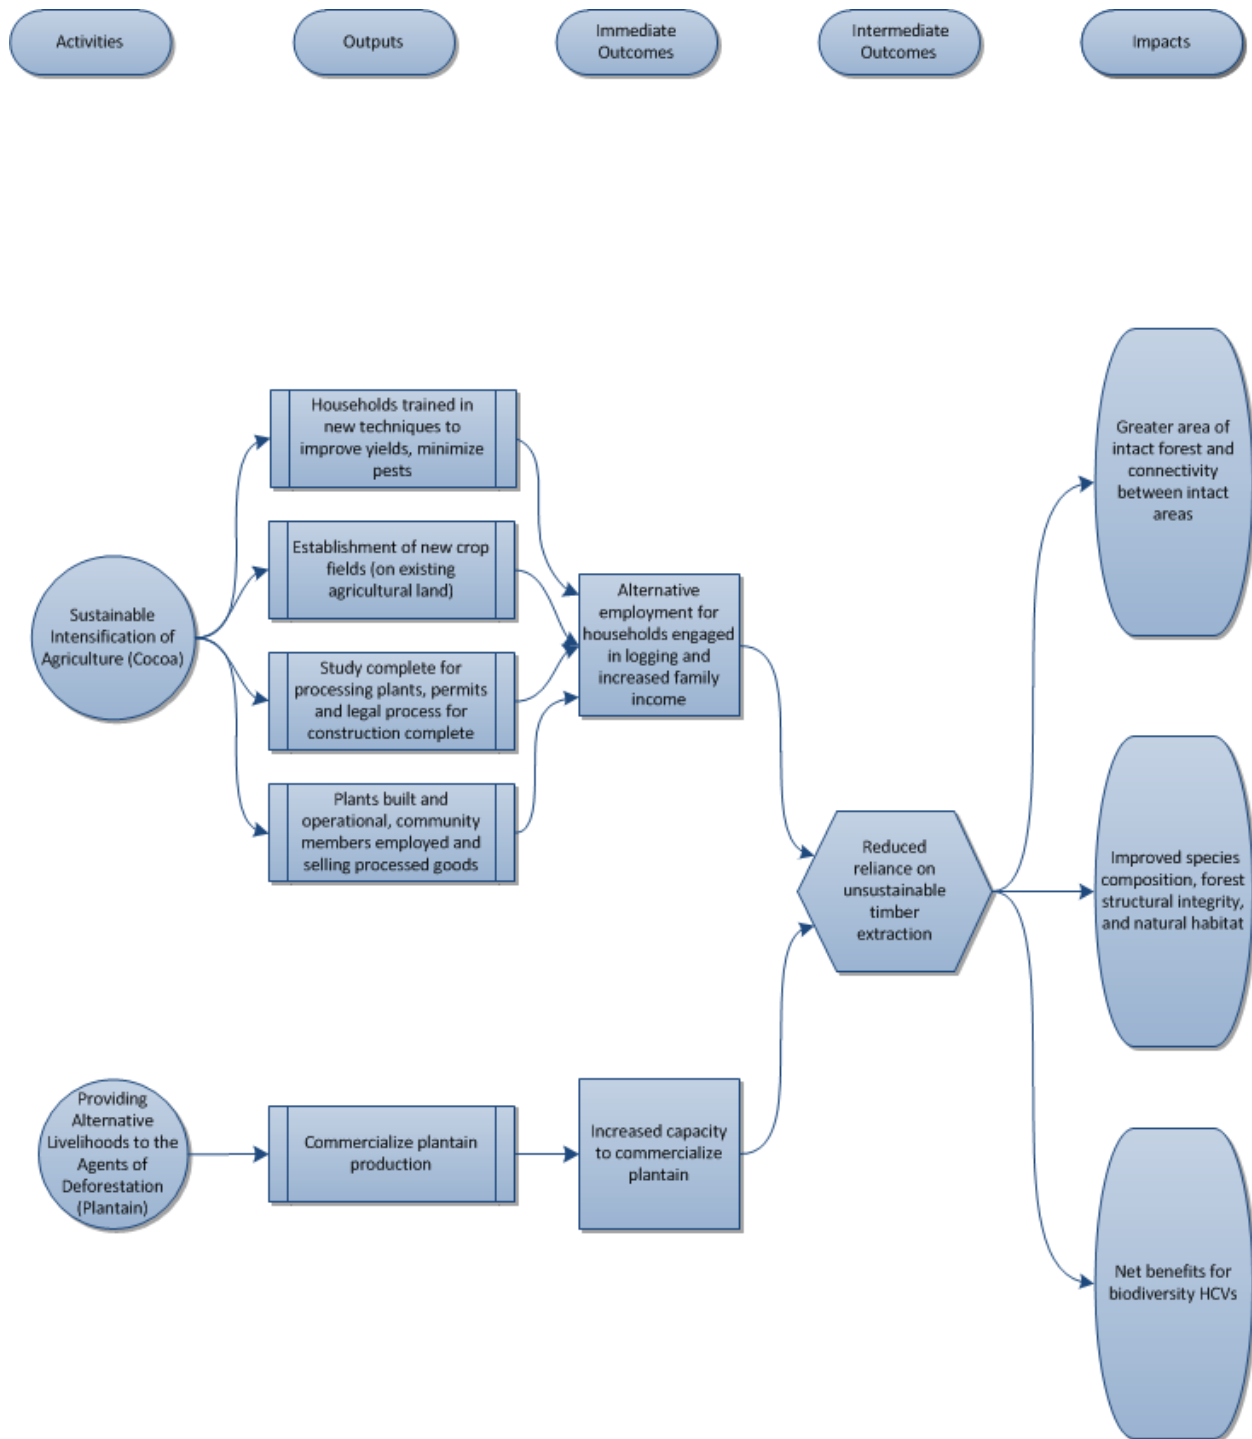 Activities
Outputs
Immediate
Outcomes
Intermediate
Outcomes
Impacts
Households trained in
new techniques to
improve yields, minimize
pests
Establishment of new crop
fields (on existing
agricultural land)
Sustainable
Intensification of
Agriculture (Cocoa)
Study complete for
processing plants, permits
and legal process for
construction complete
Plants built and
operational, community
members employed and
selling processed goods
Alternative
employment for
households engaged
in logging and
increased family
income
Reduced
reliance on
unsustainable
timber
extraction
Greater area of
intact forest and
connectivity
between intact
areas
Improved species
composition, forest
structural integrity,
and natural habitat
Providing
Alternative
Livelihoods to the
Agents of
Deforestation
(Plantain)
Commercialize plantain
production
Increased capacity
to commercialize
plantain
Net benefits for
biodiversity HCVs